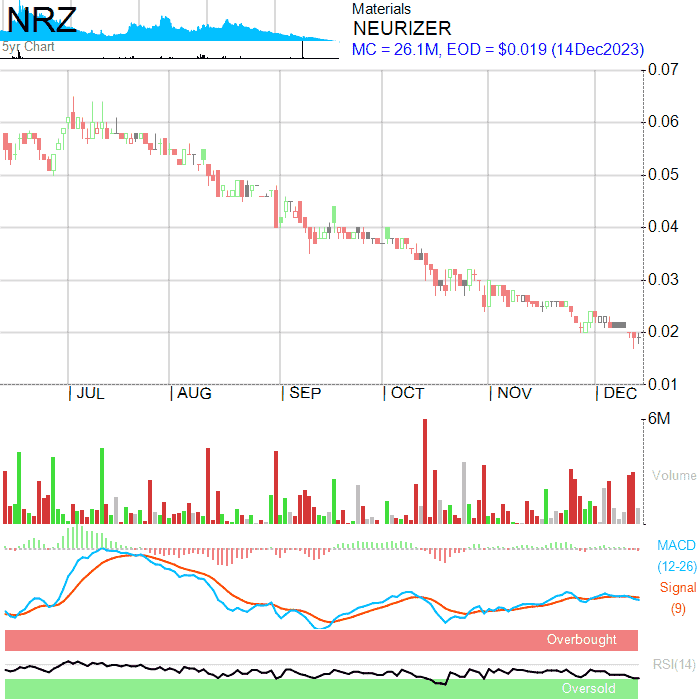 NRZ
5yr Chart
Materials
NEURIZER
MC = 26.1M, EOD = $0.019 (14Dec2023)
0.07
0.06
0.05
0.04
0.03
0.02
0.01
JUL AUG SEP OCT NOV DEC
6M
Volume
MACD
(12-26)
Signal
(9)
Overbought
RSI(14)
Oversold